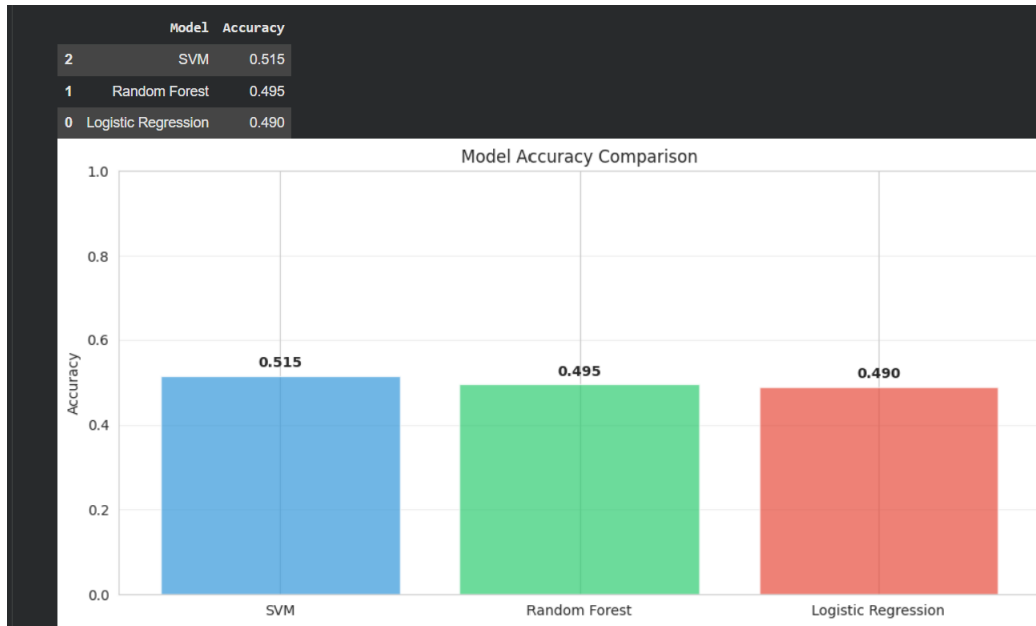 Model Accuracy
2 SVM 0.515
1 Random Forest 0.495
0 Logistic Regression 0.490
Model Accuracy Comparison
1.0
0.8
0.6
0.4
0.2
0.0
Accuracy
0.515
0.495
0.490
SVM
Random Forest
Logistic Regression